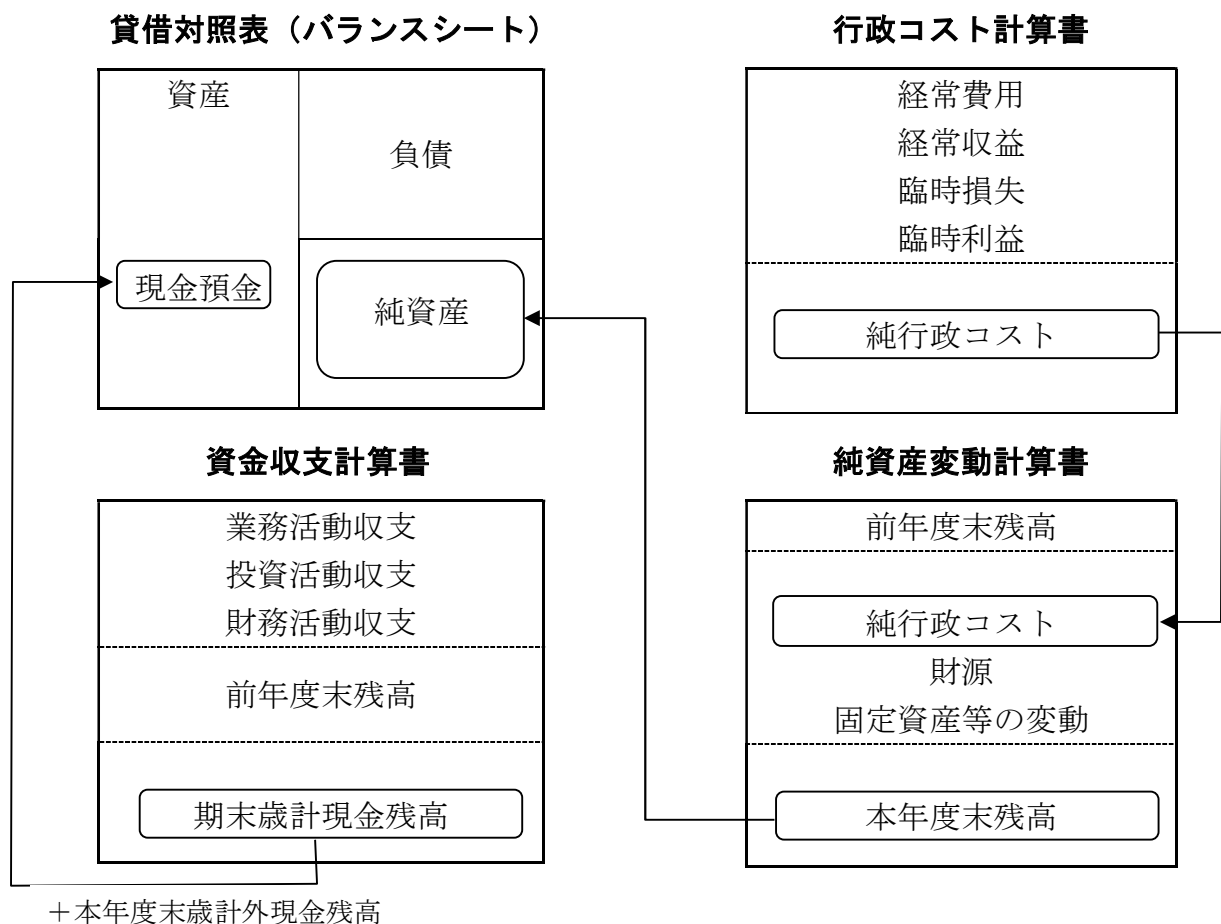 貸借対照表（バランスシート）
資産
負債
現金預金
純資産
行政コスト計算書
経常費用
経常収益
臨時損失
臨時利益
純行政コスト
資金収支計算書
業務活動収支
投資活動収支
財務活動収支
前年度末残高
期末歳計現金残高
＋本年度末歳計外現金残高
純資産変動計算書
前年度末残高
純行政コスト
財源
固定資産等の変動
本年度末残高